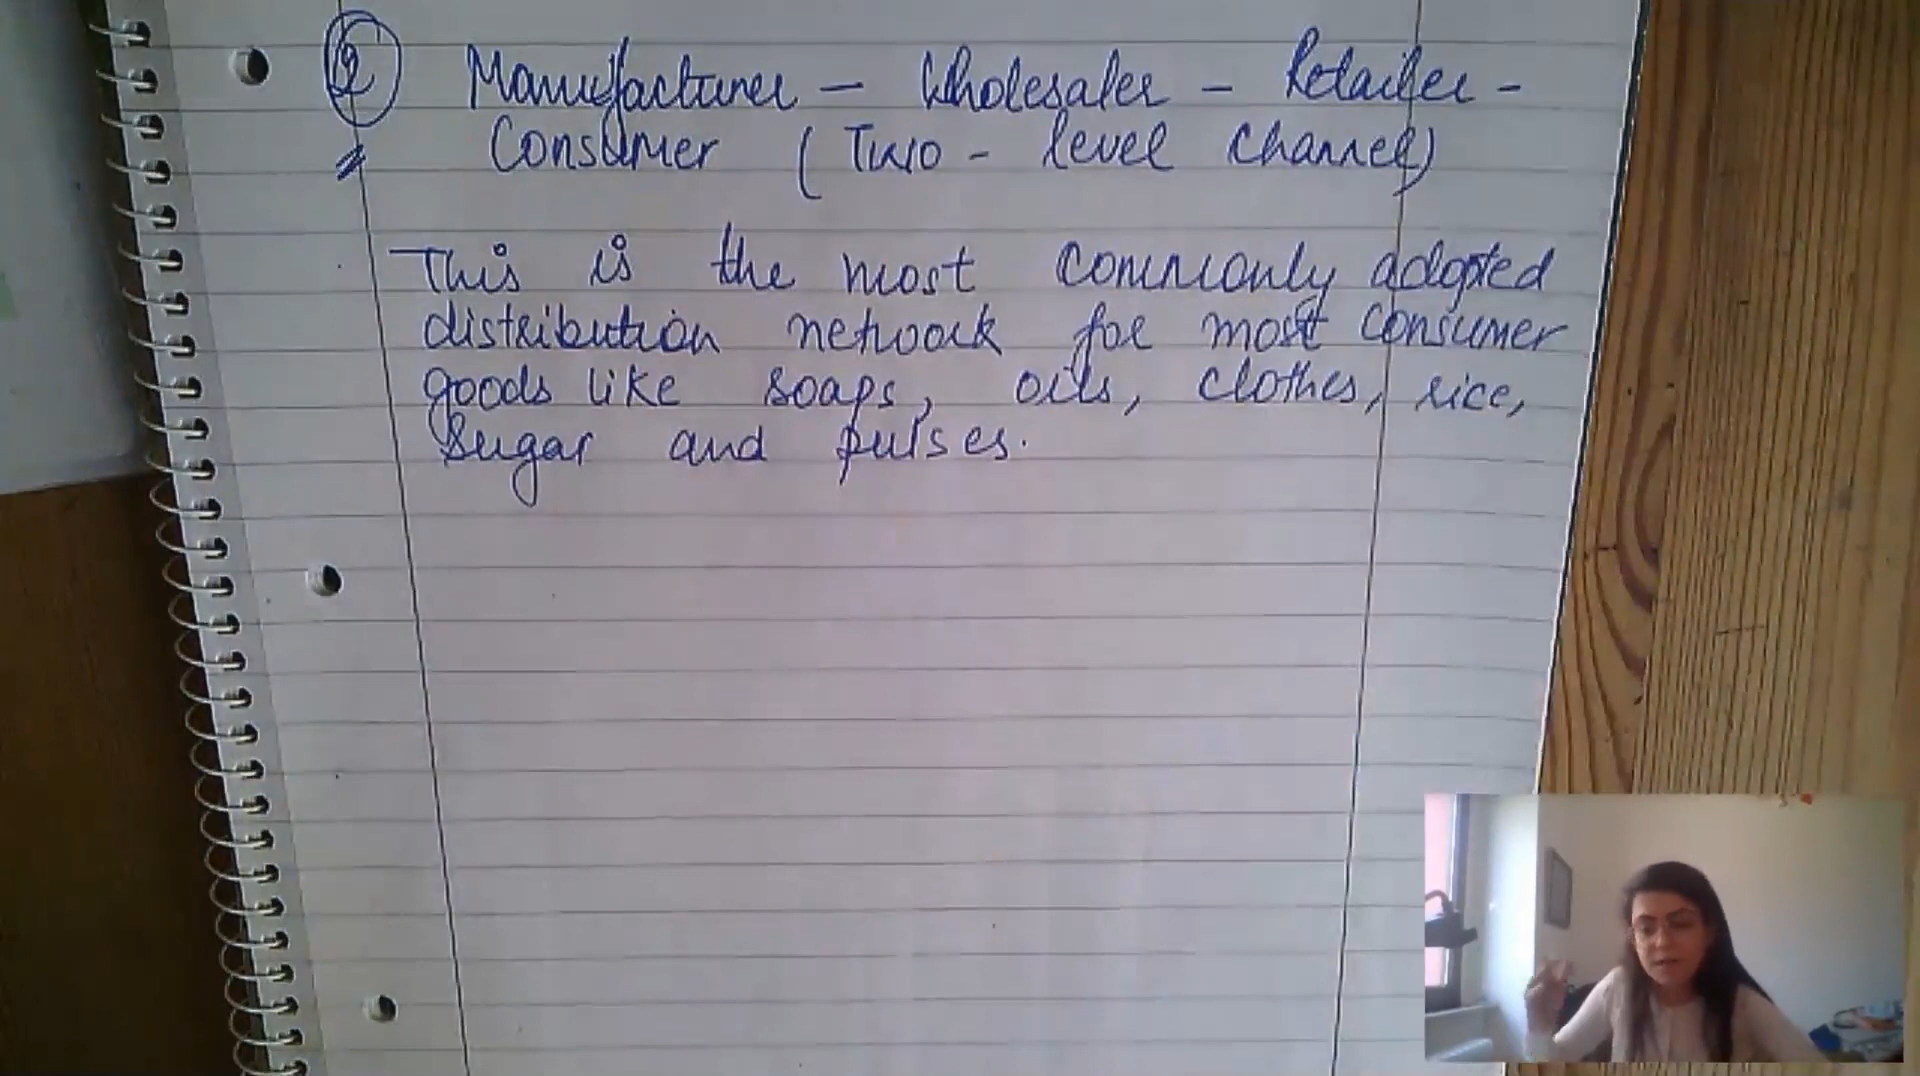 2 Manufacturer - Wholesaler - Retailer -
Consumer (Two - level channel)
This is the most commonly adopted
distribution network for most consumer
goods like soaps, oils, clothes, rice,
Sugar and pulses.